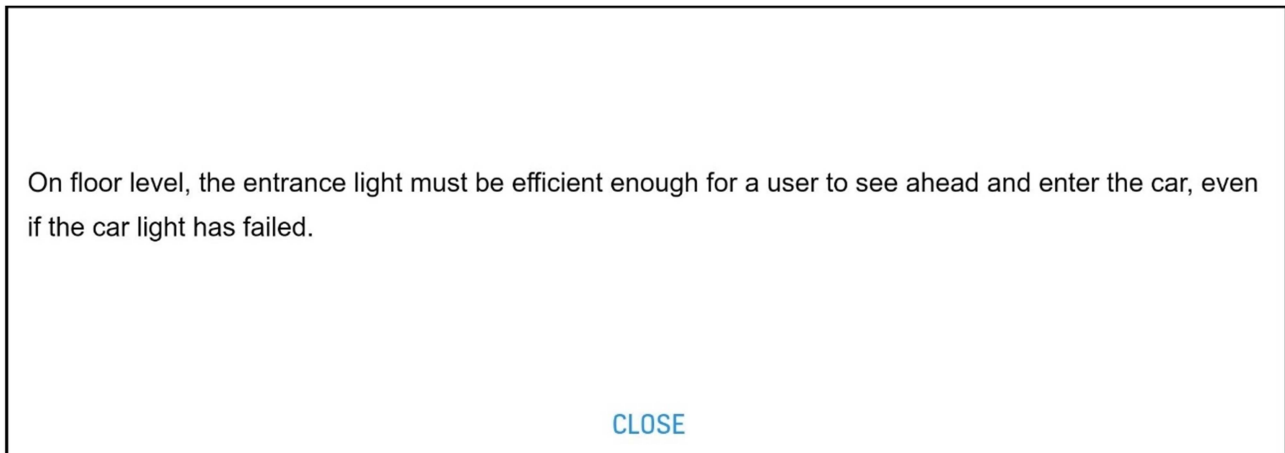 On floor level, the entrance light must be efficient enough for a user to see ahead and enter the car, even
if the car light has failed.
CLOSE